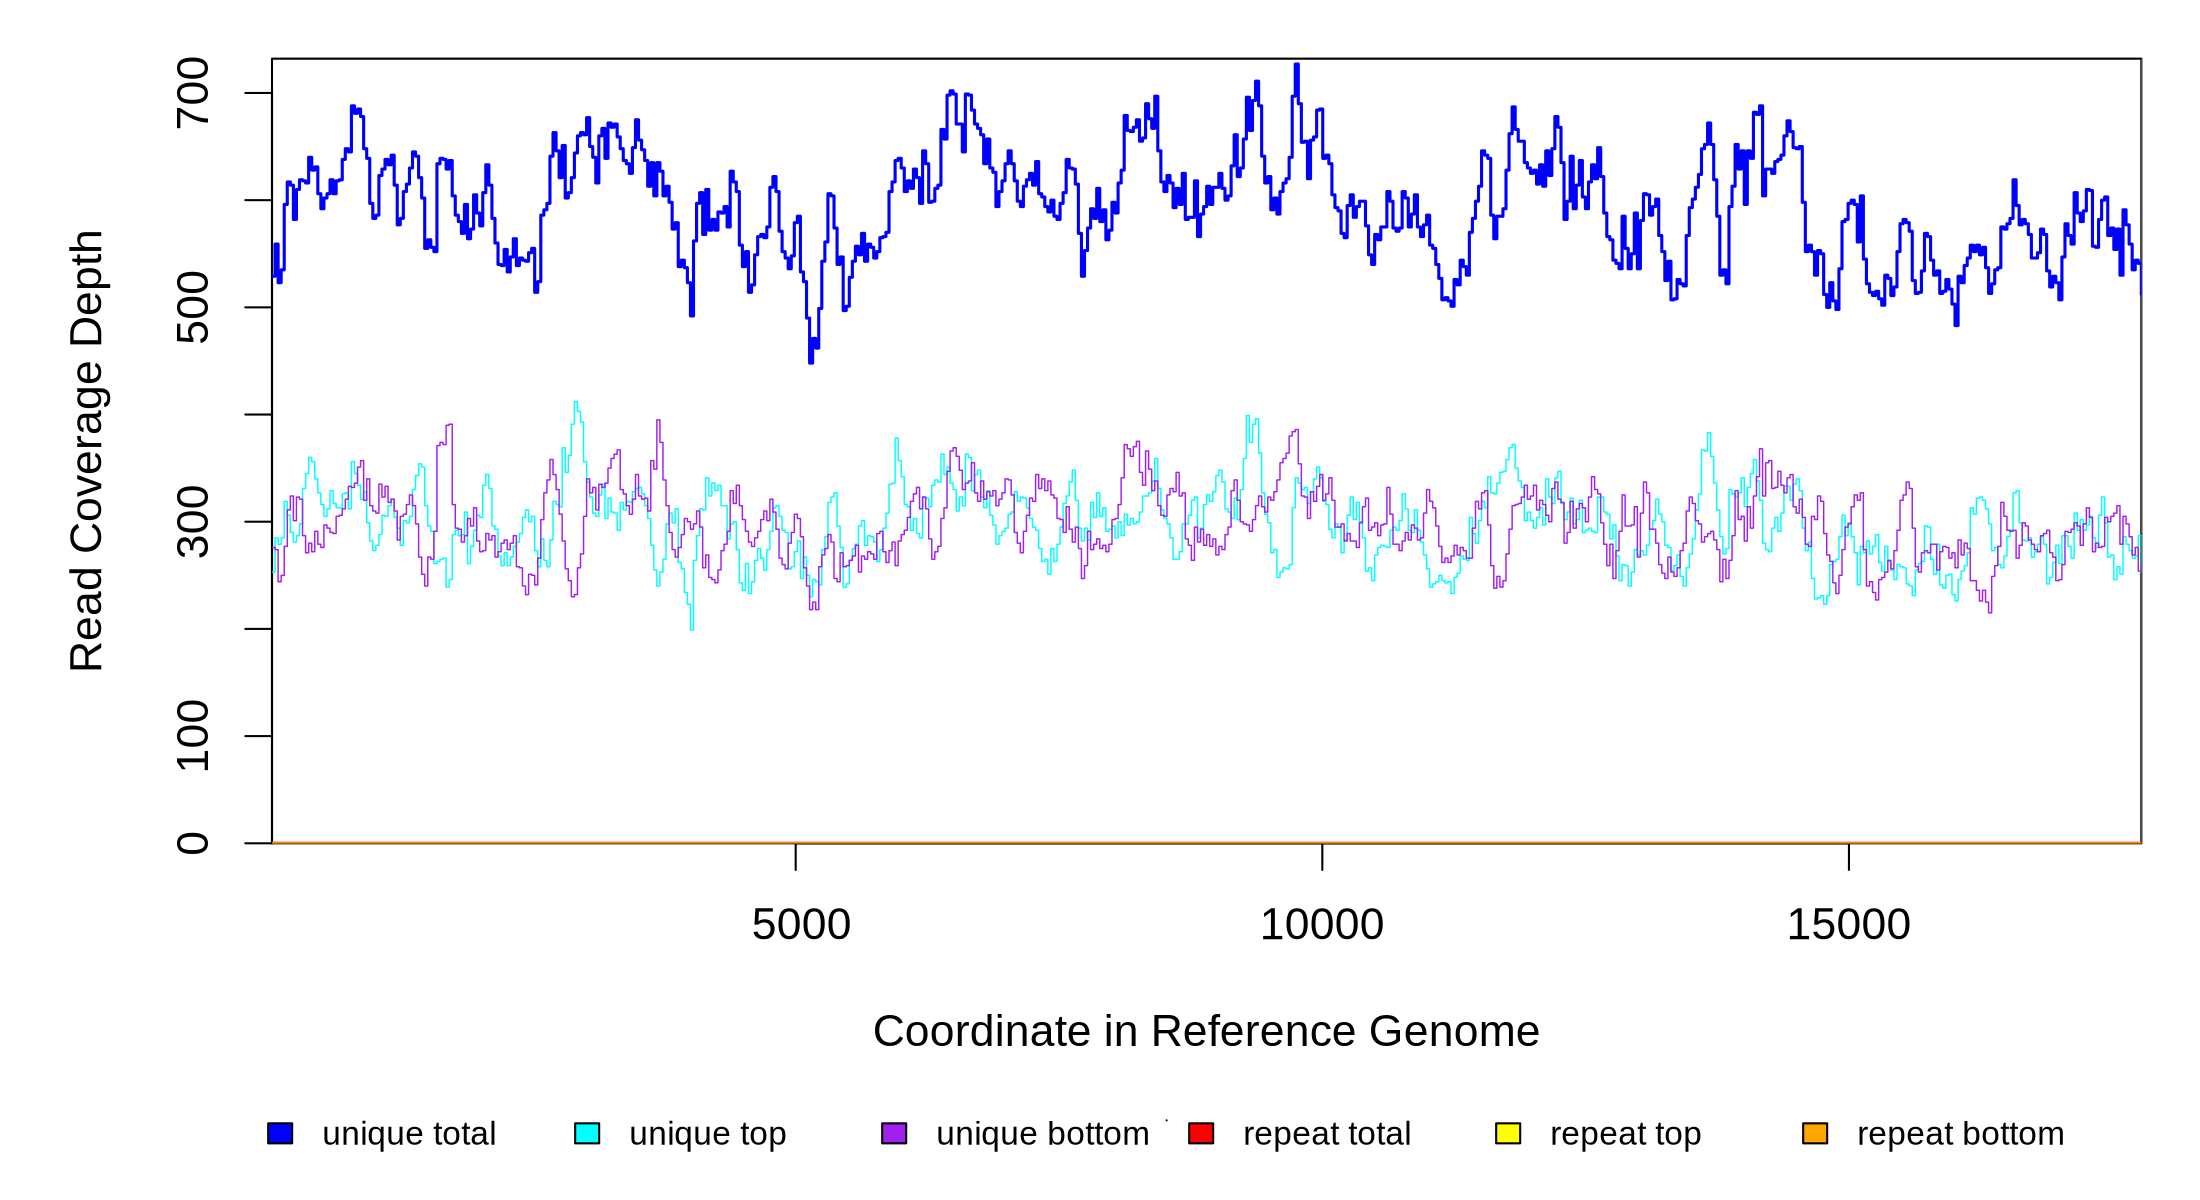 Read Coverage Depth
700
500
300
100
0
5000 10000 15000
Coordinate in Reference Genome
unique total unique top unique bottom repeat total repeat top repeat bottom